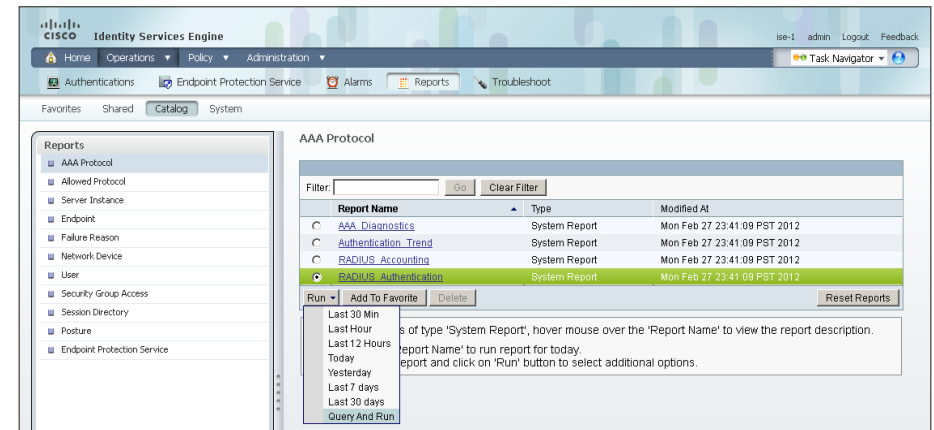 CISCO Identity Services Engine
ise-1 admin Logout Feedback
Home Operations ▼ Policy ▼ Administration ▼
Task Navigator ▼
Authentications Endpoint Protection Service Alarms Reports Troubleshoot
Favorites Shared Catalog System
Reports
AAA Protocol
Allowed Protocol
Server Instance
Endpoint
Failure Reason
Network Device
User
Security Group Access
Session Directory
Posture
Endpoint Protection Service
AAA Protocol
Filter: Go Clear Filter
Report Name Type Modified At
AAA_Diagnostics System Report Mon Feb 27 23:41:09 PST 2012
Authentication_Trend System Report Mon Feb 27 23:41:09 PST 2012
RADIUS_Accounting System Report Mon Feb 27 23:41:09 PST 2012
RADIUS_Authentication System Report Mon Feb 27 23:41:09 PST 2012
Run Add To Favorite Delete Reset Reports
Last 30 Min
Last Hour
Last 12 Hours
Today
Yesterday
Last 7 days
Last 30 days
Query And Run
s of type 'System Report', hover mouse over the 'Report Name' to view the report description.
Report Name' to run report for today.
eport and click on 'Run' button to select additional options.